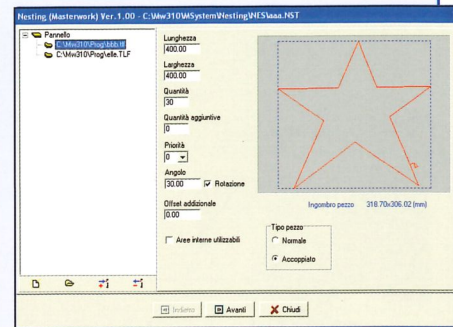 Nesting (Masterwork) Ver.1.00 - C:\Mw310\MSystem\Nesting\NES\aaa.NST
Pannello
C:\Mw310\Prog\bbb.tlf
C:\Mw310\Prog\elle.TLF
Lunghezza
400.00
Larghezza
400.00
Quantità
30
Quantità aggiuntive
0
Priorità
0
Angolo
30.00
Rotazione
Offset addizionale
0.00
Aree interne utilizzabili
Ingombro pezzo 318.70x306.02 (mm)
Tipo pezzo
Normale
Accoppiato
Indietro
Avanti
Chiudi